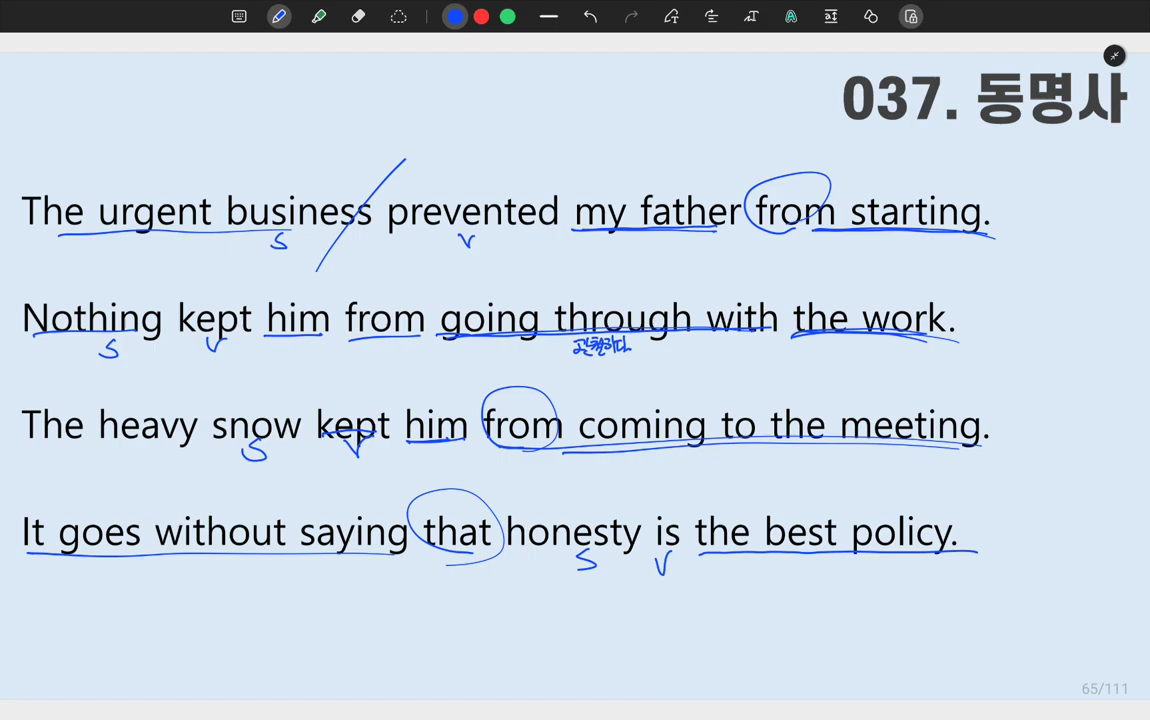 037. 동명사
The urgent business prevented my father from starting.
S V
Nothing kept him from going through with the work.
S V 관철하다
The heavy snow kept him from coming to the meeting.
S V
It goes without saying that honesty is the best policy.
S V
65/111